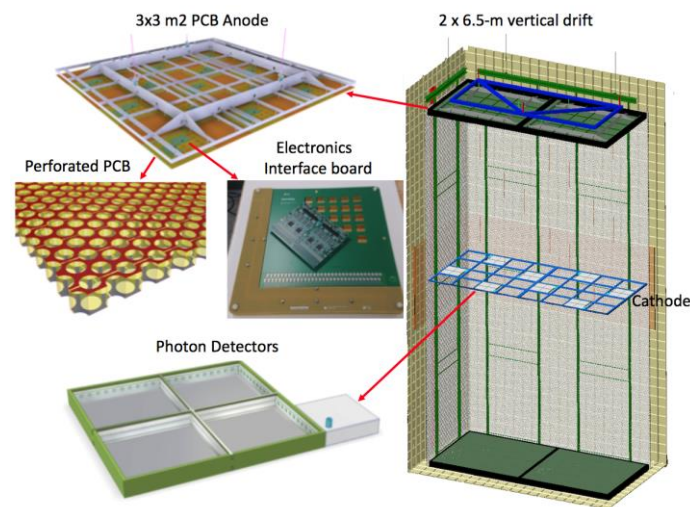 3x3 m2 PCB Anode
2 x 6.5-m vertical drift
Perforated PCB
Electronics
Interface board
Cathode
Photon Detectors